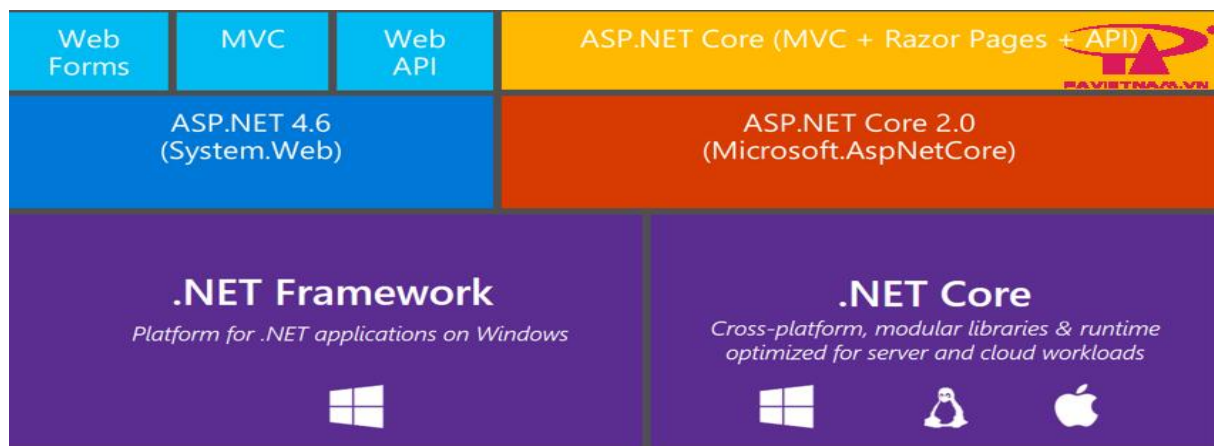 Web
Forms
MVC
Web
API
ASP.NET Core (MVC + Razor Pages + API)
PAVIETNAM.VN
ASP.NET 4.6
(System.Web)
ASP.NET Core 2.0
(Microsoft.AspNetCore)
.NET Framework
Platform for .NET applications on Windows
.NET Core
Cross-platform, modular libraries & runtime
optimized for server and cloud workloads